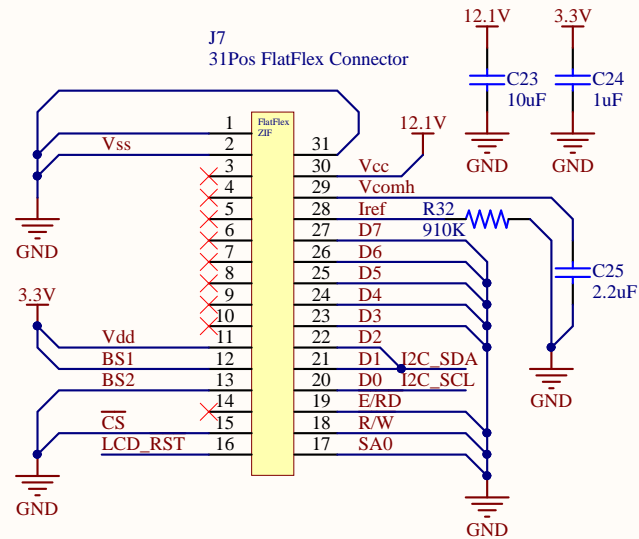 12.1V
3.3V
J7
31Pos FlatFlex Connector
C23
10uF
C24
1uF
GND
GND
FlatFlex
ZIF
12.1V
1
2
3
4
5
6
7
8
9
10
11
12
13
14
15
16
31
30
29
28
27
26
25
24
23
22
21
20
19
18
17
Vss
GND
3.3V
Vdd
BS1
BS2
CS
LCD_RST
GND
Vcc
Vcomh
Iref
D7
D6
D5
D4
D3
D2
D1
D0
E/RD
R/W
SA0
R32
910K
C25
2.2uF
I2C_SDA
I2C_SCL
GND
GND